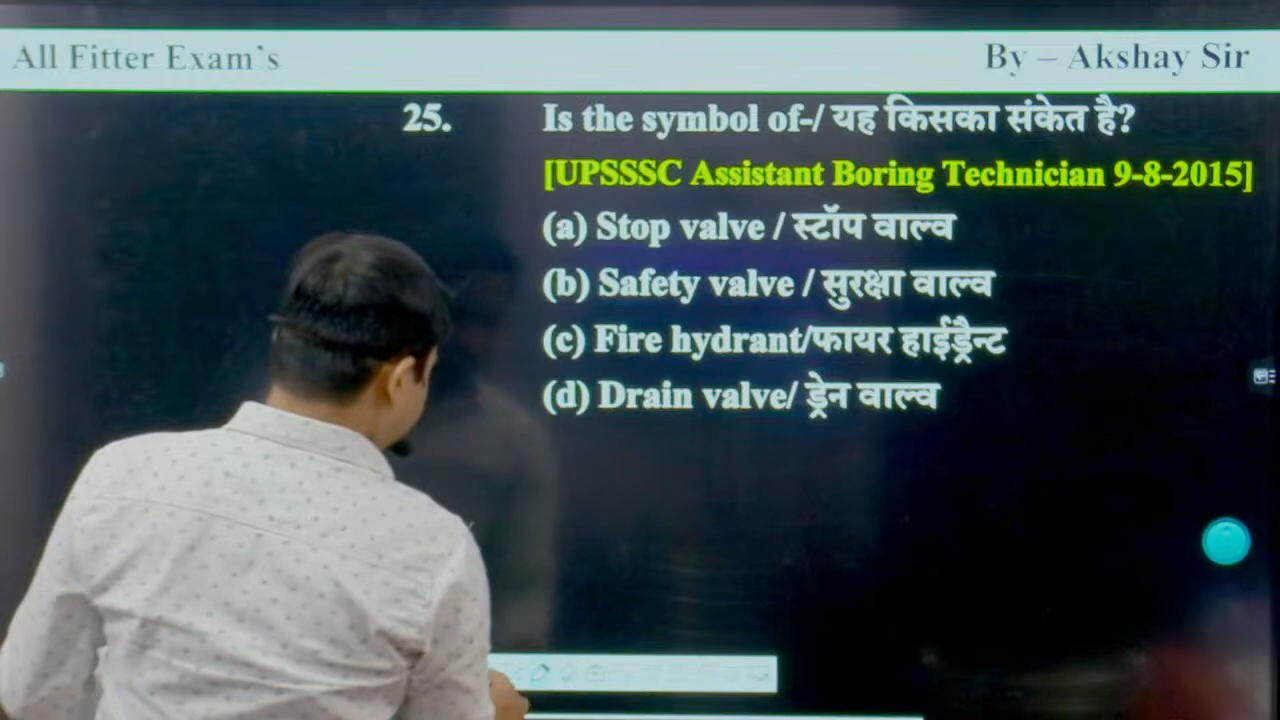 All Fitter Exam's
By – Akshay Sir
25. Is the symbol of-/ यह किसका संकेत है?
[UPSSSC Assistant Boring Technician 9-8-2015]
(a) Stop valve / स्टॉप वाल्व
(b) Safety valve / सुरक्षा वाल्व
(c) Fire hydrant/फायर हाईड्रैन्ट
(d) Drain valve/ ड्रेन वाल्व